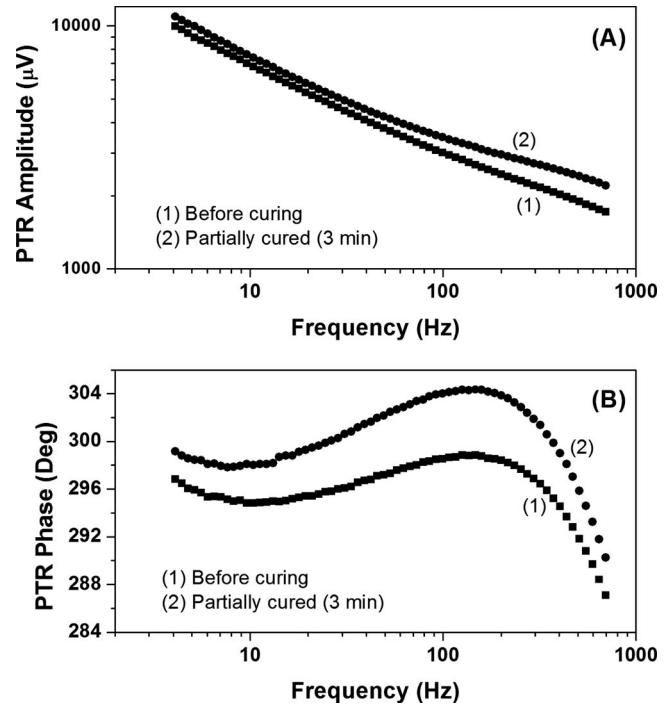 (A)
10000
1000
PTR Amplitude (μV)
(2)
(1)
(1) Before curing
(2) Partially cured (3 min)
10
100
1000
Frequency (Hz)
(B)
304
300
296
292
288
284
PTR Phase (Deg)
(2)
(1)
(1) Before curing
(2) Partially cured (3 min)
10
100
1000
Frequency (Hz)